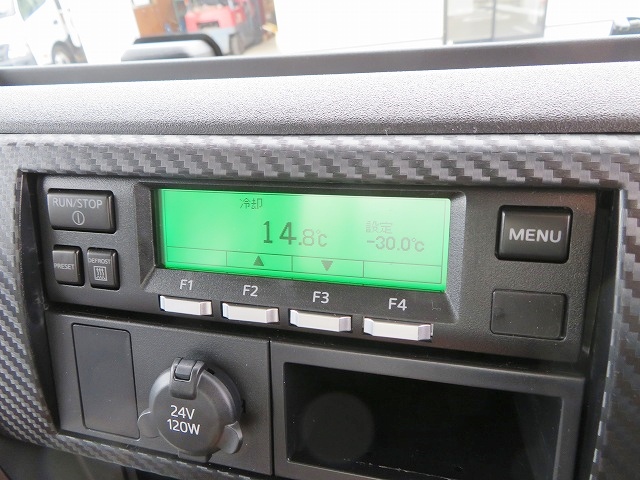 RUN/STOP
PRESET
DEFROST
冷却
14.8℃
設定
-30.0℃
▲
▼
F1
F2
F3
F4
MENU
24V
120W